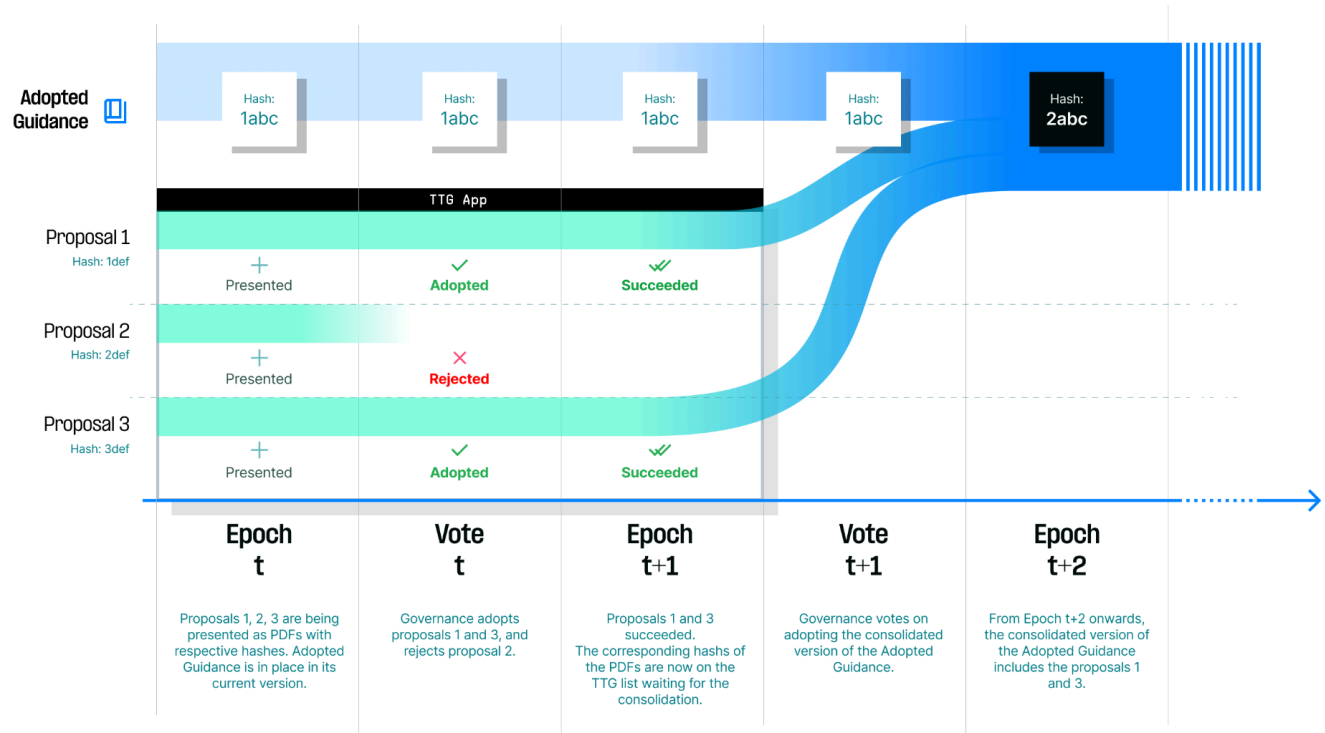 Adopted
Guidance
Hash:
1abc
Hash:
1abc
Hash:
1abc
Hash:
1abc
Hash:
2abc
TTG App
Proposal 1
Hash: 1def
Presented
Adopted
Succeeded
Proposal 2
Hash: 2def
Presented
Rejected
Proposal 3
Hash: 3def
Presented
Adopted
Succeeded
Epoch
t
Vote
t
Epoch
t+1
Vote
t+1
Epoch
t+2
Proposals 1, 2, 3 are being
presented as PDFs with
respective hashes. Adopted
Guidance is in place in its
current version.
Governance adopts
proposals 1 and 3, and
rejects proposal 2.
Proposals 1 and 3
succeeded.
The corresponding hashs of
the PDFs are now on the
TTG list waiting for the
consolidation.
Governance votes on
adopting the consolidated
version of the Adopted
Guidance.
From Epoch t+2 onwards,
the consolidated version of
the Adopted Guidance
includes the proposals 1
and 3.